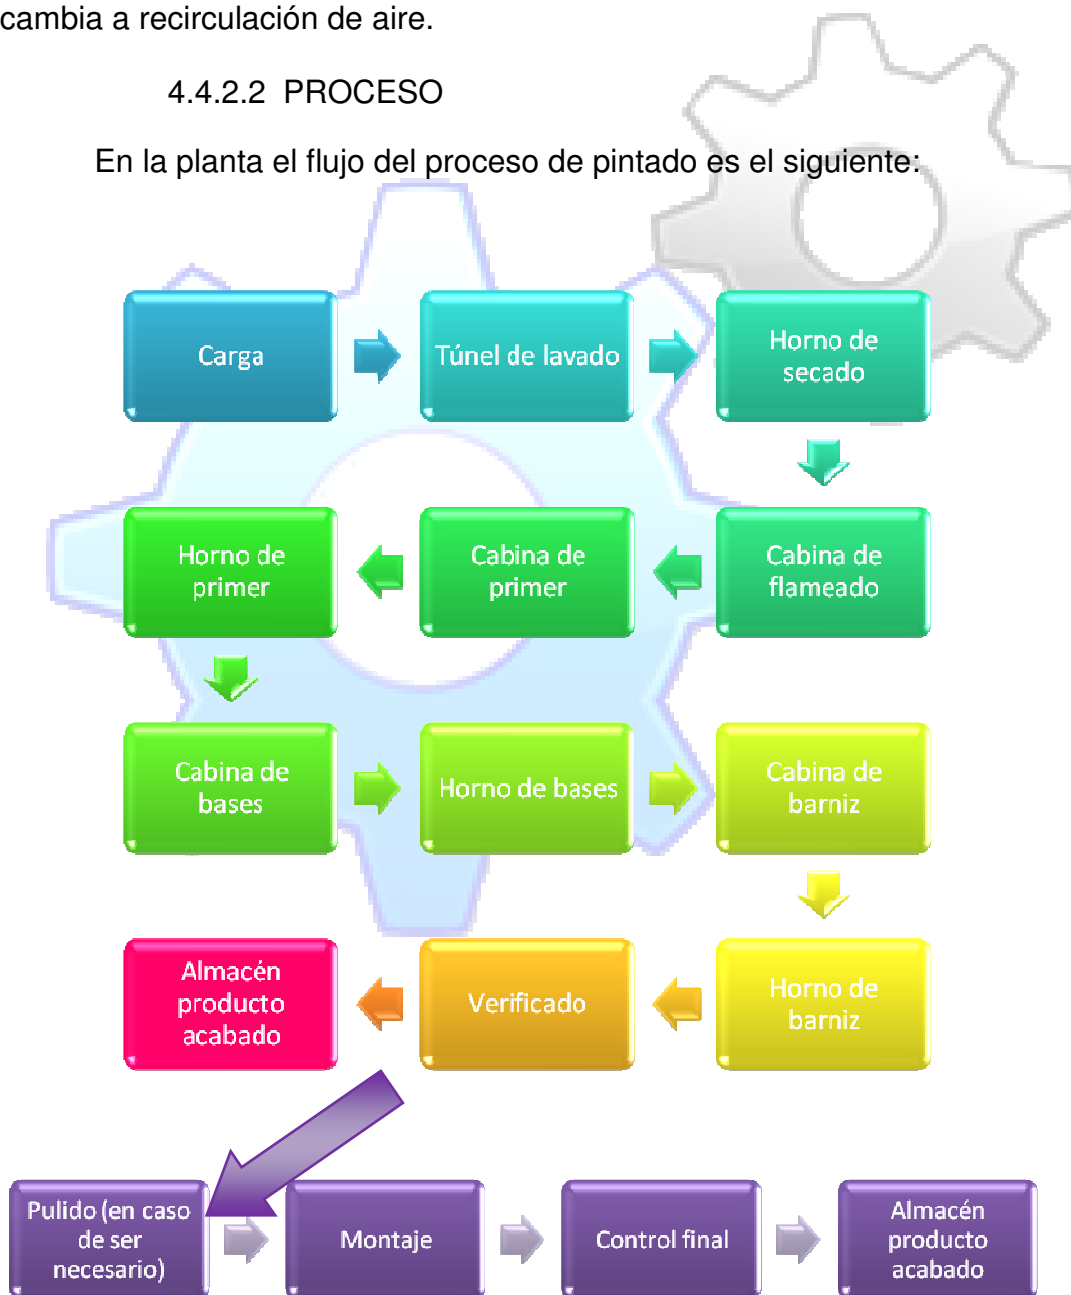 cambia a recirculación de aire.
4.4.2.2 PROCESO
En la planta el flujo del proceso de pintado es el siguiente:
Carga
Túnel de lavado
Horno de
secado
Cabina de
flameado
Cabina de
primer
Horno de
primer
Cabina de
bases
Horno de bases
Cabina de
barniz
Horno de
barniz
Verificado
Almacén
producto
acabado
Pulido (en caso
de ser
necesario)
Montaje
Control final
Almacén
producto
acabado